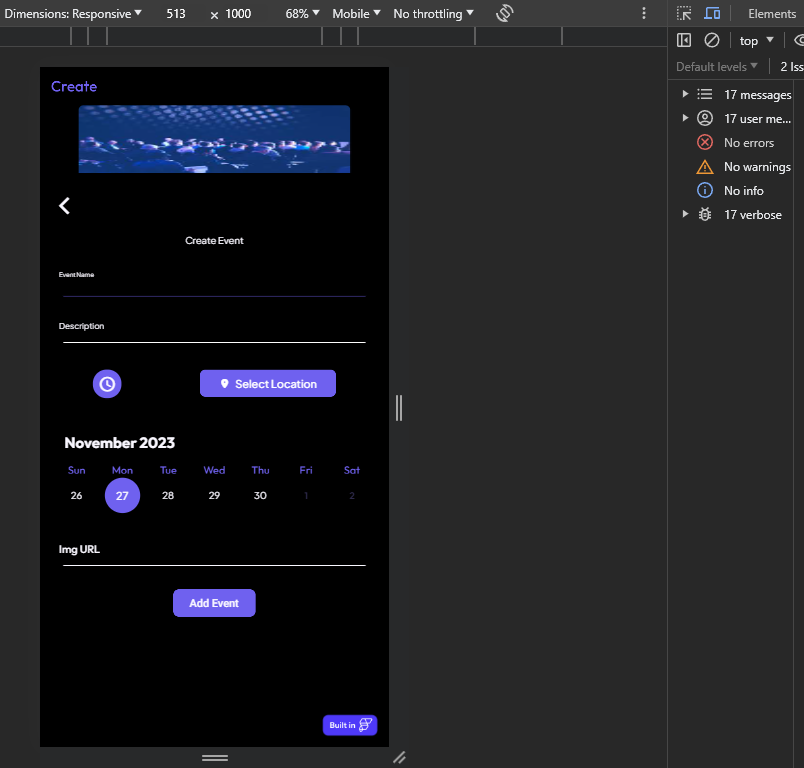 Dimensions: Responsive 513 × 1000 68% Mobile No throttling
Elements
top
Default levels 2 Iss
17 messages
17 user me...
No errors
No warnings
No info
17 verbose
Create
Create Event
Event Name
Description
Select Location
November 2023
Sun Mon Tue Wed Thu Fri Sat
26 27 28 29 30 1 2
Img URL
Add Event
Built in